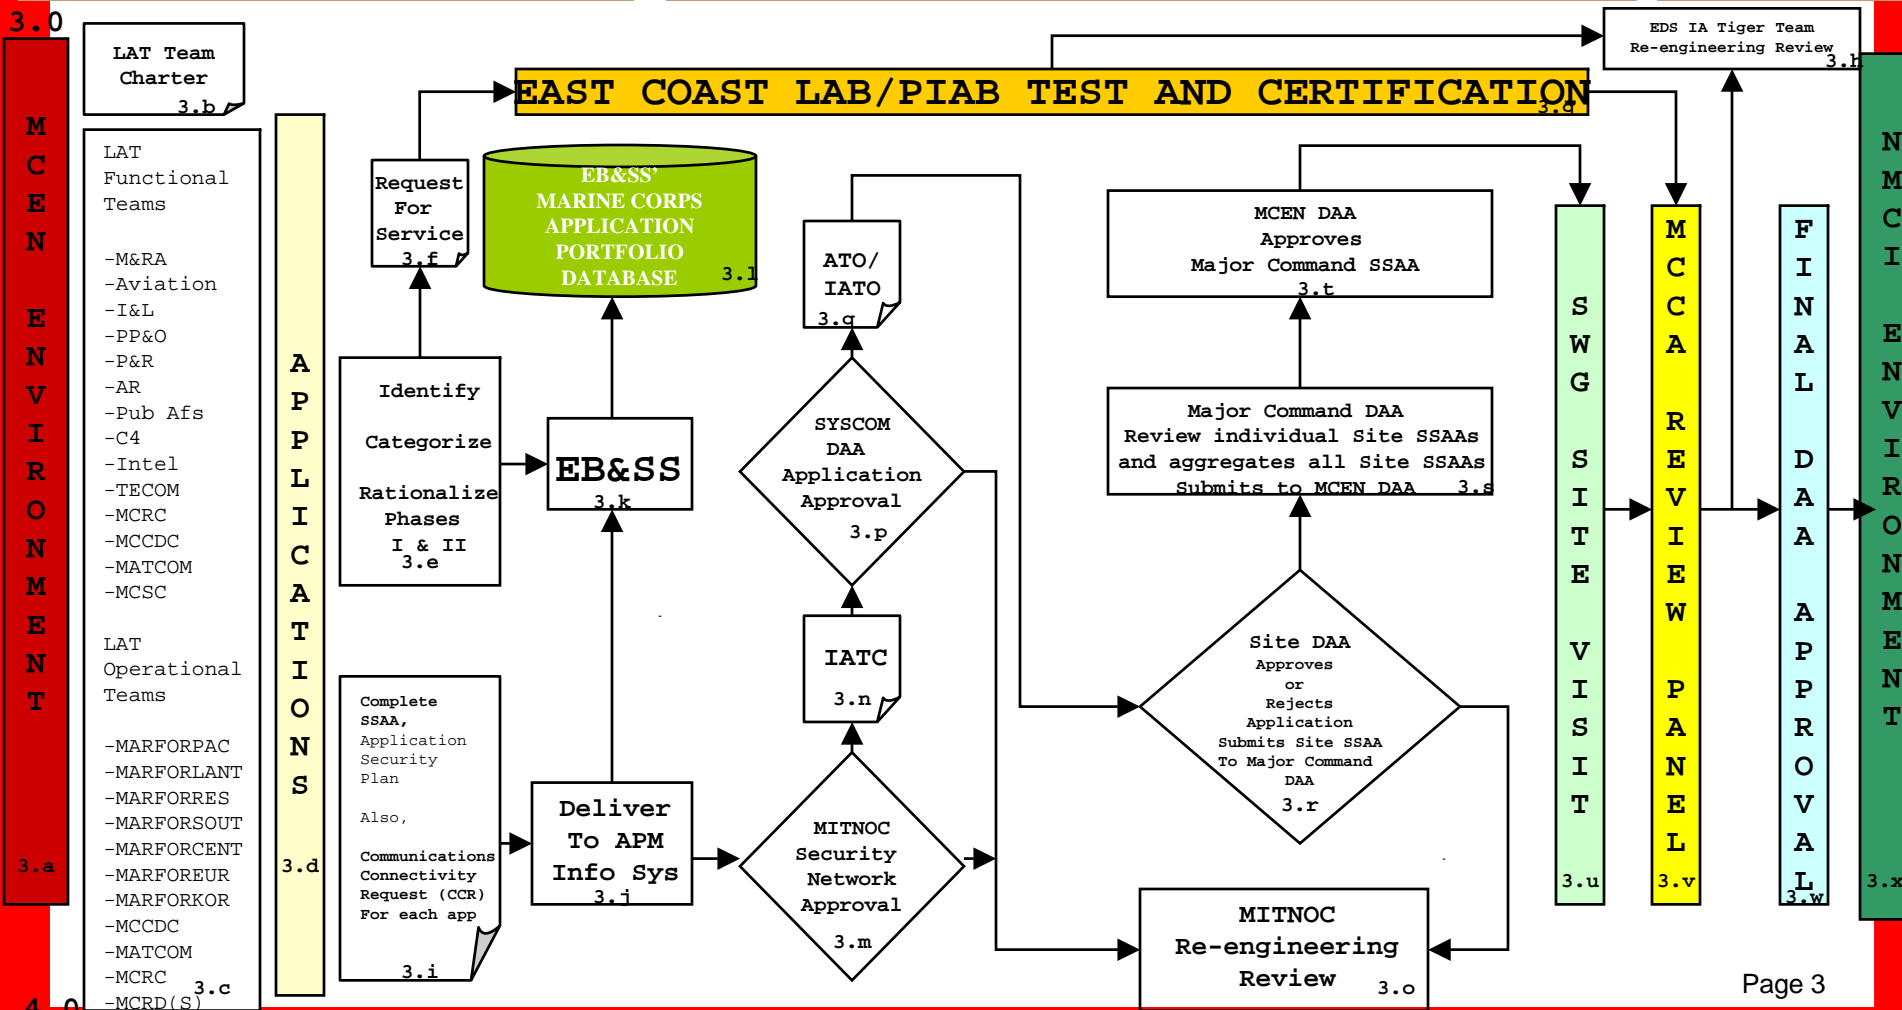 3.0
MCEN ENVIRONMENT
3.a
LAT Team
Charter
3.b
LAT
Functional
Teams
-M&RA
-Aviation
-I&L
-PP&O
-P&R
-AR
-Pub Afs
-C4
-Intel
-TECOM
-MCRC
-MCCDC
-MATCOM
-MCSC
LAT
Operational
Teams
-MARFORPAC
-MARFORLANT
-MARFORRES
-MARFORSOUT
-MARFORCENT
-MARFOREUR
-MARFORKOR
-MCCDC
-MATCOM
-MCRC
3.c
-MCRD(S)
4.0
APPLICATIONS
3.d
Request
For
Service
3.f
Identify
Categorize
Rationalize
Phases
I & II
3.e
Complete
SSAA,
Application
Security
Plan
Also,
Communications
Connectivity
Request (CCR)
For each app
3.i
EAST COAST LAB/PIAB TEST AND CERTIFICATION
EB&SS'
MARINE CORPS
APPLICATION
PORTFOLIO
DATABASE
3.l
EB&SS
3.k
Deliver
To APM
Info Sys
3.j
ATO/
IATO
3.q
SYSCOM
DAA
Application
Approval
3.p
IATC
3.n
MITNOC
Security
Network
Approval
3.m
EDS IA Tiger Team
Re-engineering Review
3.h
MCEN DAA
Approves
Major Command SSAA
3.t
Major Command DAA
Review individual Site SSAAs
and aggregates all Site SSAAs
Submits to MCEN DAA
3.s
Site DAA
Approves
or
Rejects
Application
Submits Site SSAA
To Major Command
DAA
3.r
MITNOC
Re-engineering
Review
3.o
SWG SITE VISIT
3.u
MCCA REVIEW PANEL
3.v
FINAL DAA APPROVAL
3.w
NMCI ENVIRONMENT
3.x
Page 3